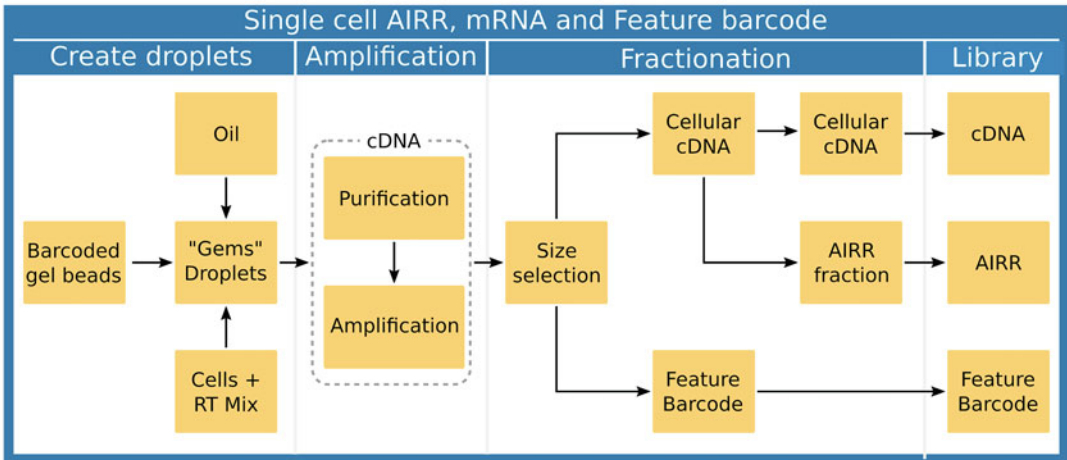 Single cell AIRR, mRNA and Feature barcode
Create droplets
Amplification
Fractionation
Library
Oil
Barcoded
gel beads
"Gems"
Droplets
Cells +
RT Mix
cDNA
Purification
Amplification
Size
selection
Cellular
cDNA
Cellular
cDNA
AIRR
fraction
Feature
Barcode
cDNA
AIRR
Feature
Barcode